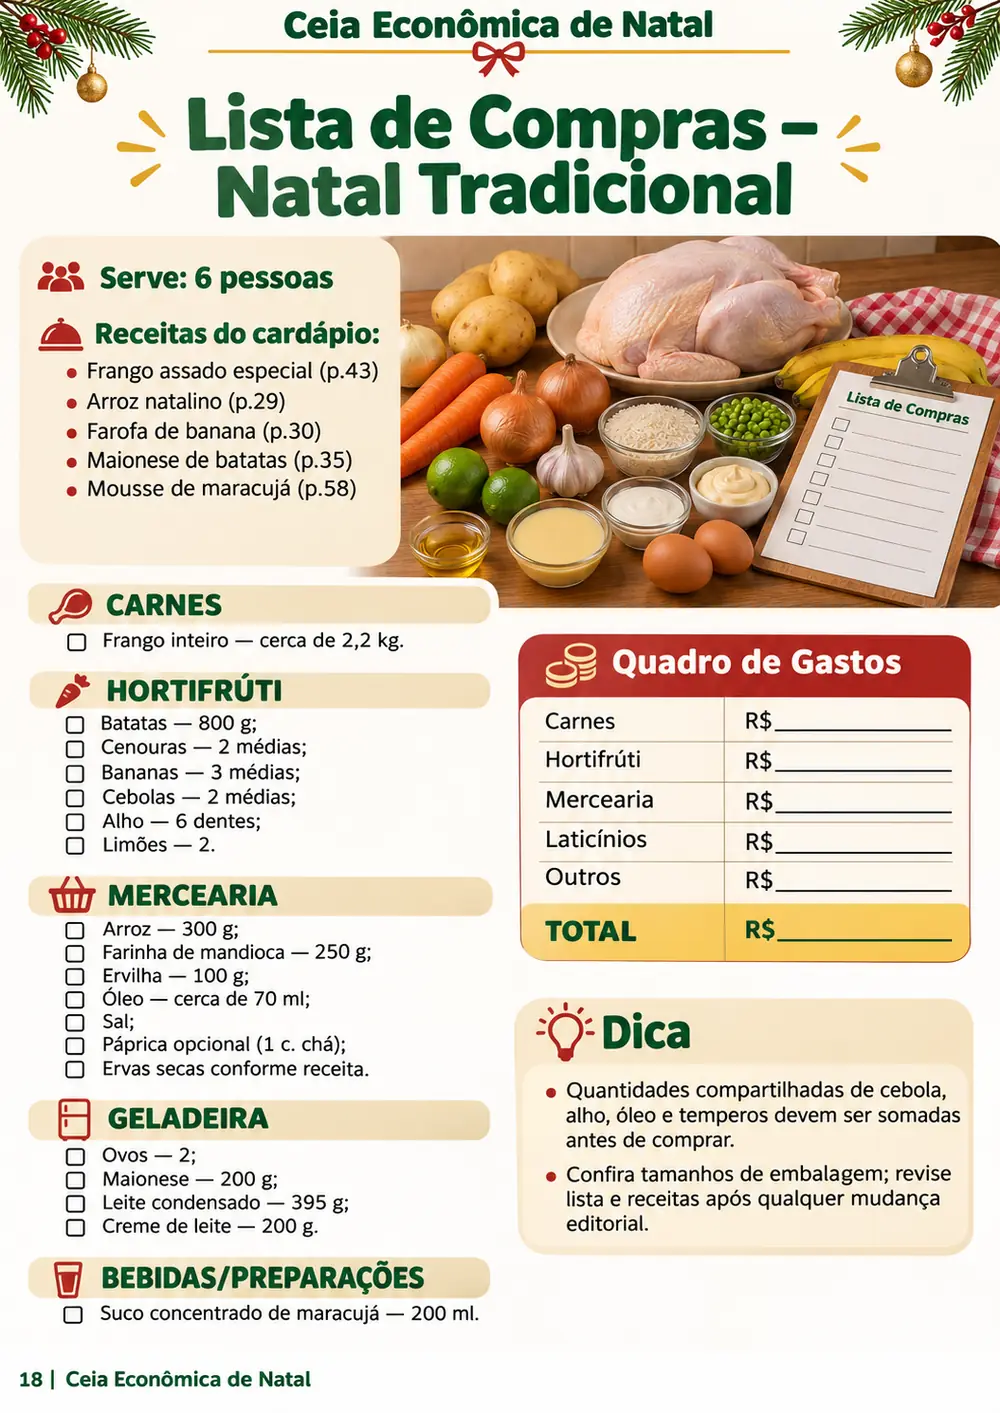 Ceia Econômica de Natal
Lista de Compras –
Natal Tradicional
Serve: 6 pessoas
Receitas do cardápio:
• Frango assado especial (p.43)
• Arroz natalino (p.29)
• Farofa de banana (p.30)
• Maionese de batatas (p.35)
• Mousse de maracujá (p.58)
Lista de Compras
CARNES
Frango inteiro — cerca de 2,2 kg.
HORTIFRÚTI
Batatas — 800 g;
Cenouras — 2 médias;
Bananas — 3 médias;
Cebolas — 2 médias;
Alho — 6 dentes;
Limões — 2.
MERCEARIA
Arroz — 300 g;
Farinha de mandioca — 250 g;
Ervilha — 100 g;
Óleo — cerca de 70 ml;
Sal;
Páprica opcional (1 c. chá);
Ervas secas conforme receita.
GELADEIRA
Ovos — 2;
Maionese — 200 g;
Leite condensado — 395 g;
Creme de leite — 200 g.
BEBIDAS/PREPARAÇÕES
Suco concentrado de maracujá — 200 ml.
Quadro de Gastos
Carnes R$
Hortifrúti R$
Mercearia R$
Laticínios R$
Outros R$
TOTAL R$
Dica
• Quantidades compartilhadas de cebola,
alho, óleo e temperos devem ser somadas
antes de comprar.
• Confira tamanhos de embalagem; revise
lista e receitas após qualquer mudança
editorial.
18 | Ceia Econômica de Natal